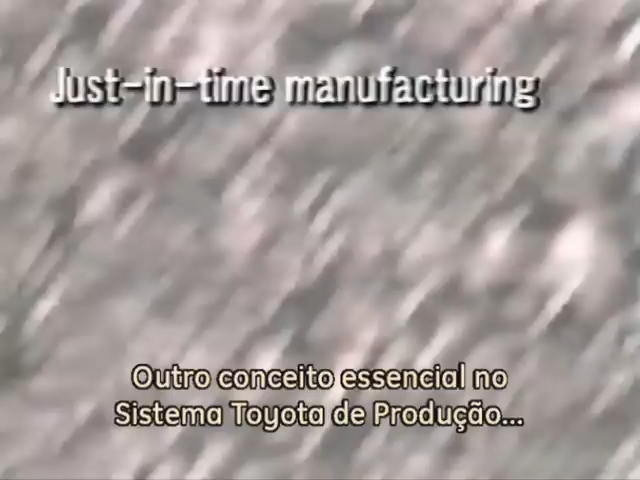 Just-in-time manufacturing
Outro conceito essencial no
Sistema Toyota de Produção...